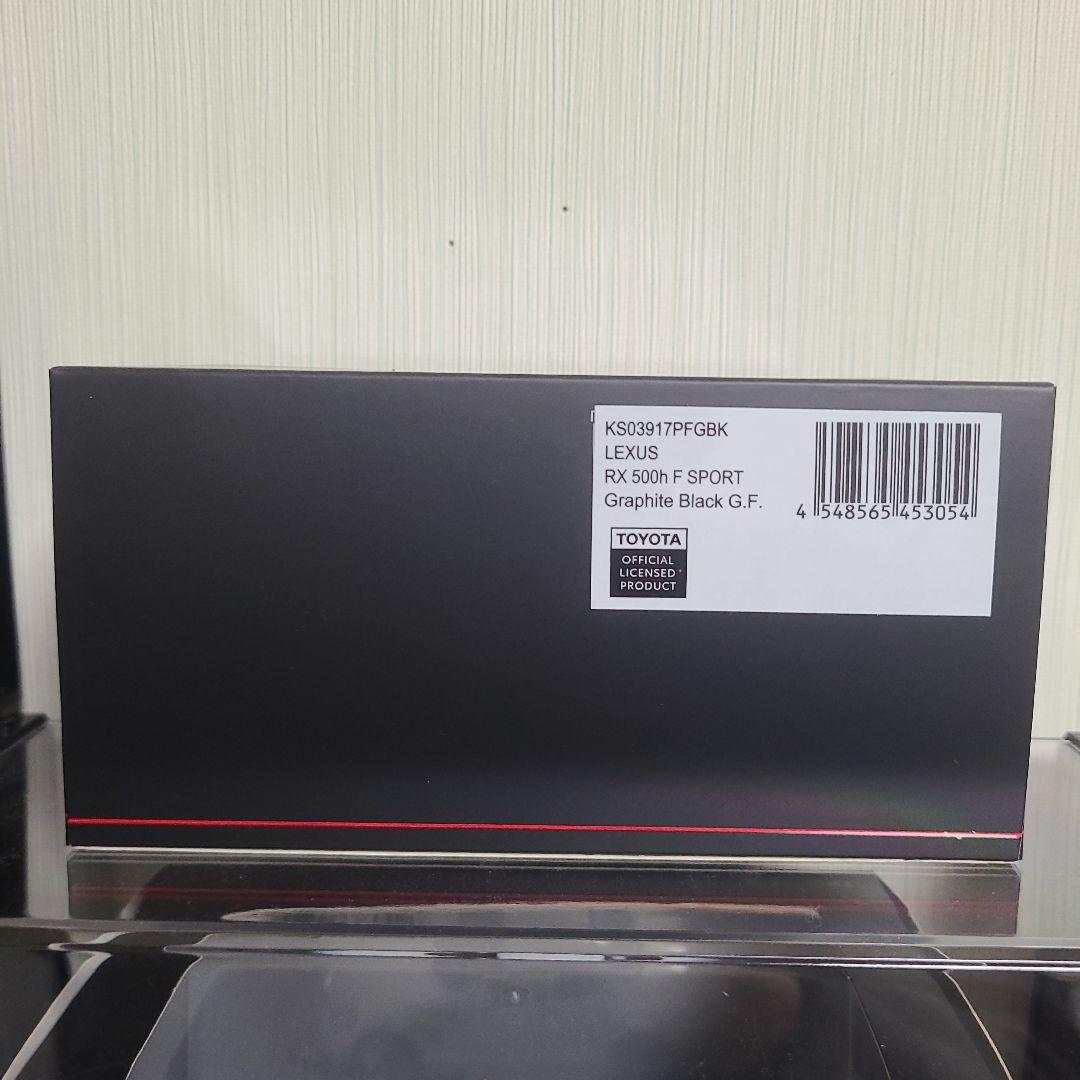 KS03917PFGBK
LEXUS
RX 500h F SPORT
Graphite Black G.F.
4 548565 453054
TOYOTA
OFFICIAL
LICENSED
PRODUCT